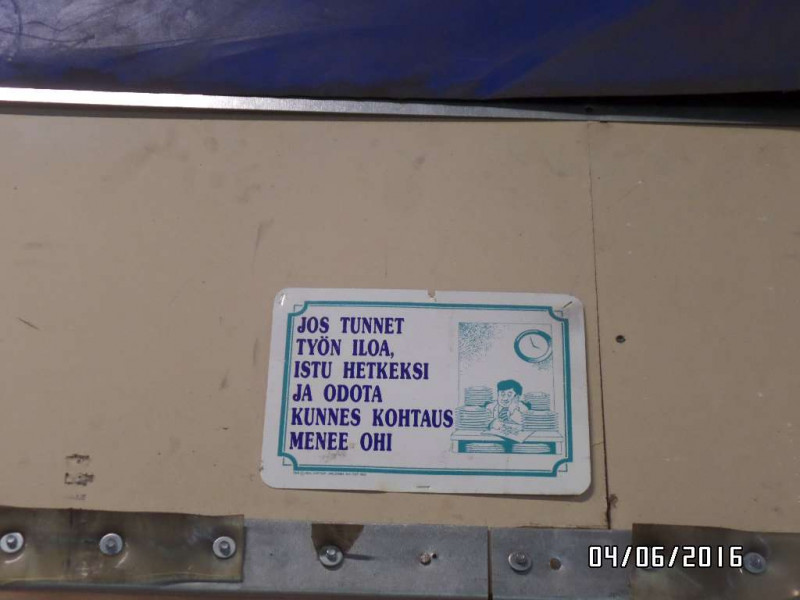 JOS TUNNET
TYÖN ILOA,
ISTU HETKEKSI
JA ODOTA
KUNNES KOHTAUS
MENEE OHI
04/06/2016